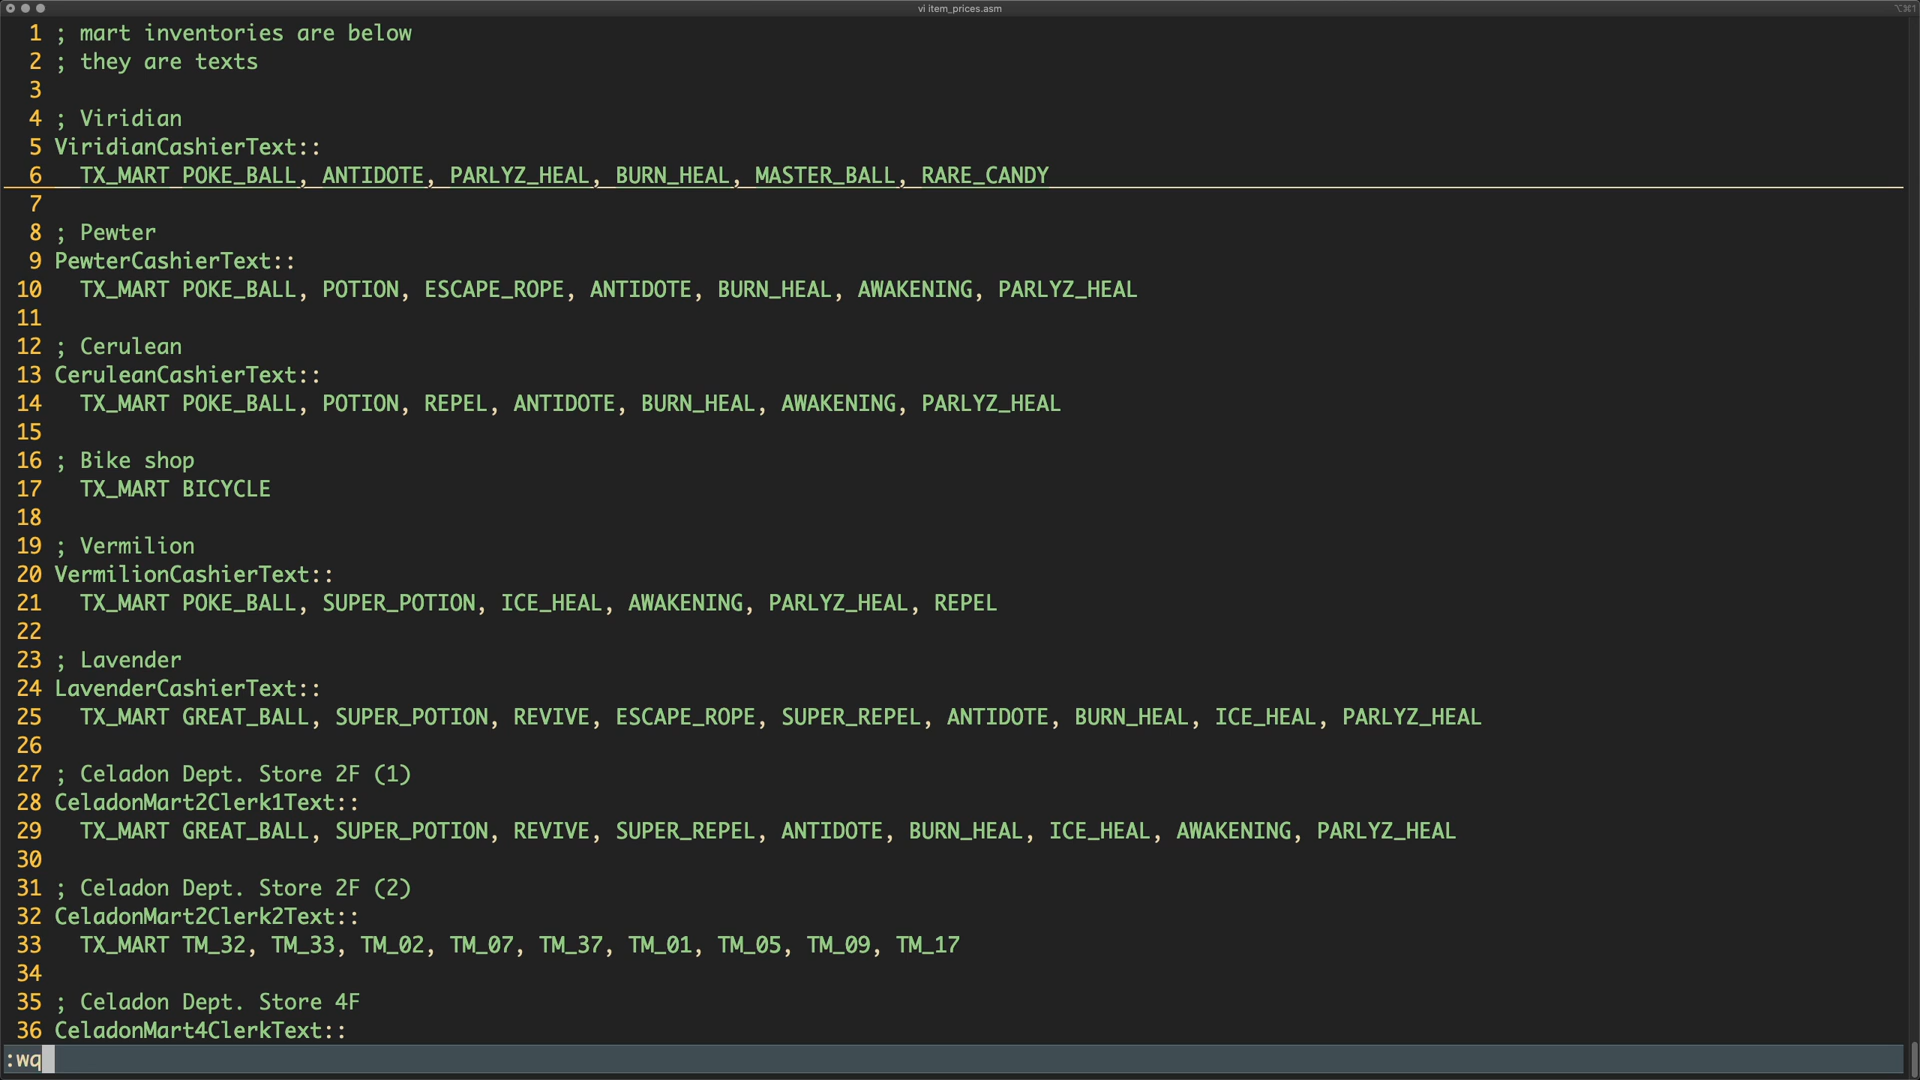 vi item_prices.asm
⌥⌘1
1 ; mart inventories are below
2 ; they are texts
3
4 ; Viridian
5 ViridianCashierText::
6   TX_MART POKE_BALL, ANTIDOTE, PARLYZ_HEAL, BURN_HEAL, MASTER_BALL, RARE_CANDY
7
8 ; Pewter
9 PewterCashierText::
10   TX_MART POKE_BALL, POTION, ESCAPE_ROPE, ANTIDOTE, BURN_HEAL, AWAKENING, PARLYZ_HEAL
11
12 ; Cerulean
13 CeruleanCashierText::
14   TX_MART POKE_BALL, POTION, REPEL, ANTIDOTE, BURN_HEAL, AWAKENING, PARLYZ_HEAL
15
16 ; Bike shop
17   TX_MART BICYCLE
18
19 ; Vermilion
20 VermilionCashierText::
21   TX_MART POKE_BALL, SUPER_POTION, ICE_HEAL, AWAKENING, PARLYZ_HEAL, REPEL
22
23 ; Lavender
24 LavenderCashierText::
25   TX_MART GREAT_BALL, SUPER_POTION, REVIVE, ESCAPE_ROPE, SUPER_REPEL, ANTIDOTE, BURN_HEAL, ICE_HEAL, PARLYZ_HEAL
26
27 ; Celadon Dept. Store 2F (1)
28 CeladonMart2Clerk1Text::
29   TX_MART GREAT_BALL, SUPER_POTION, REVIVE, SUPER_REPEL, ANTIDOTE, BURN_HEAL, ICE_HEAL, AWAKENING, PARLYZ_HEAL
30
31 ; Celadon Dept. Store 2F (2)
32 CeladonMart2Clerk2Text::
33   TX_MART TM_32, TM_33, TM_02, TM_07, TM_37, TM_01, TM_05, TM_09, TM_17
34
35 ; Celadon Dept. Store 4F
36 CeladonMart4ClerkText::
:wq